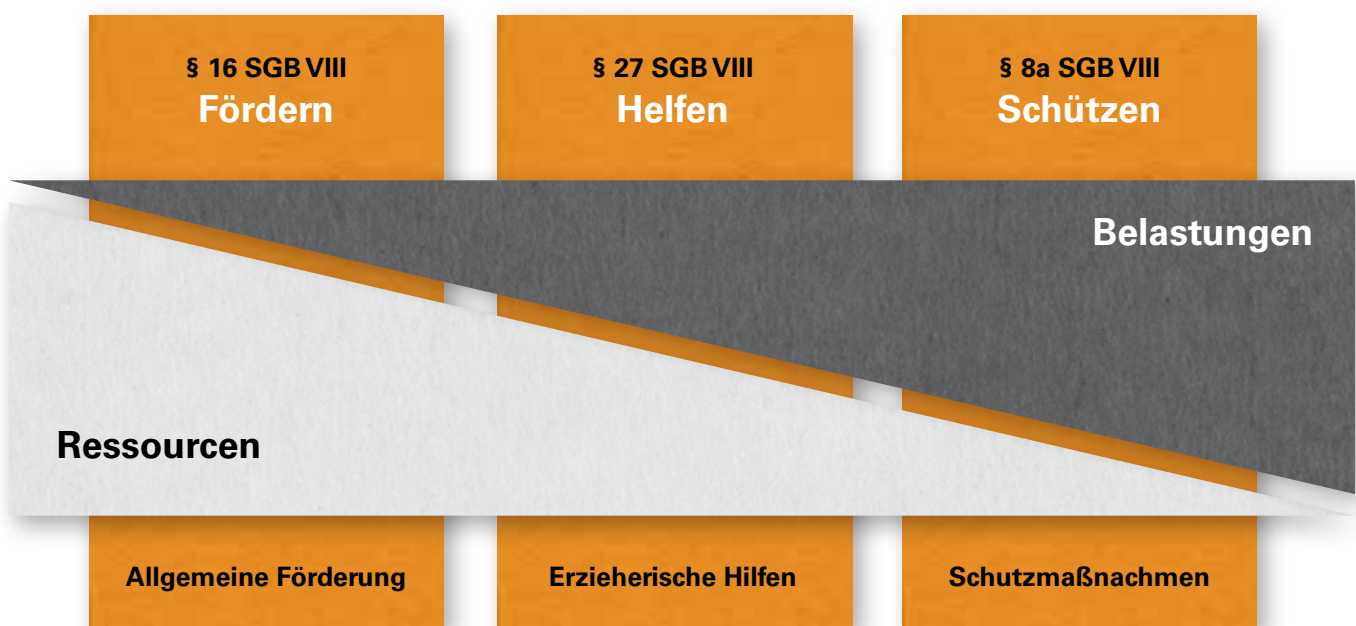 § 16 SGB VIII
Fördern
§ 27 SGB VIII
Helfen
§ 8a SGB VIII
Schützen
Belastungen
Ressourcen
Allgemeine Förderung
Erzieherische Hilfen
Schutzmaßnachmen